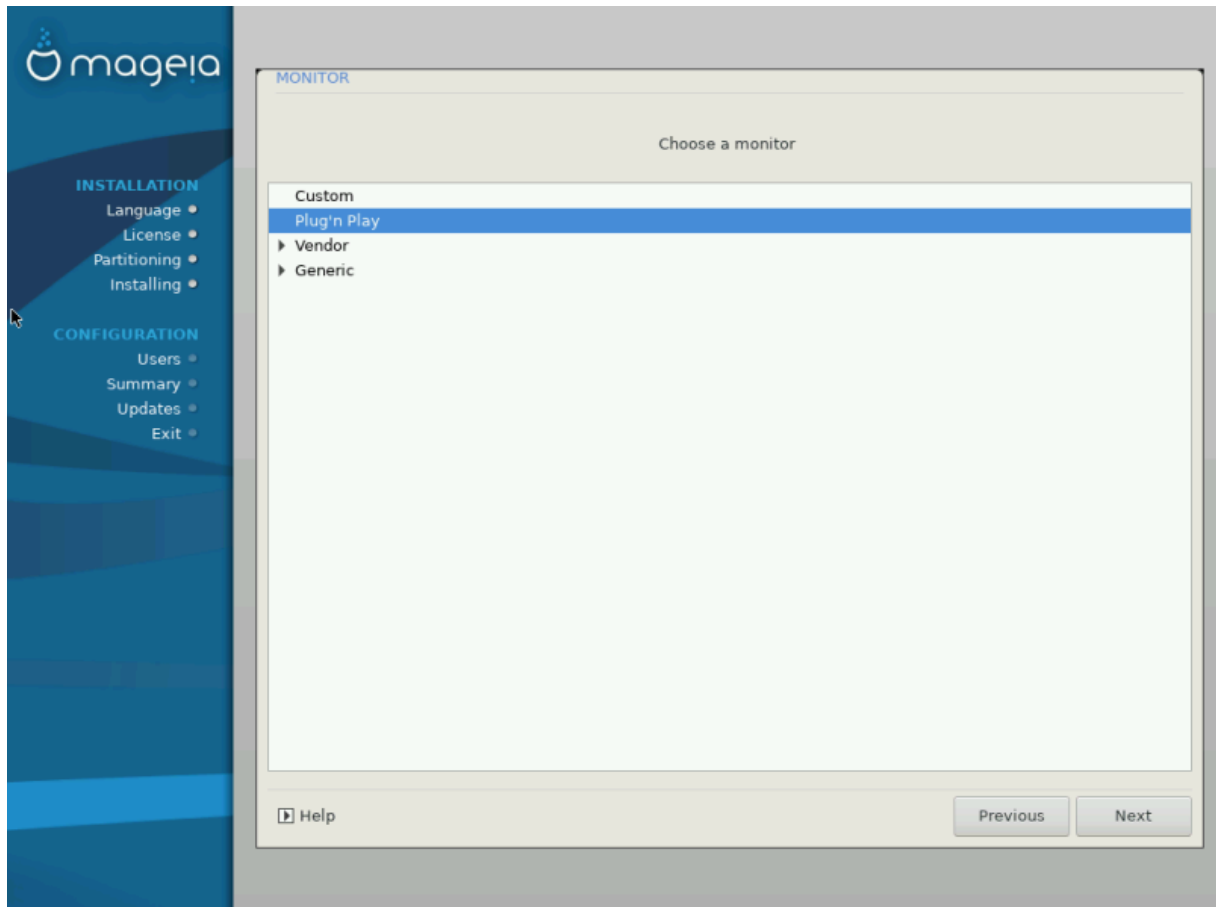 mageia
INSTALLATION
Language
License
Partitioning
Installing
CONFIGURATION
Users
Summary
Updates
Exit
MONITOR
Choose a monitor
Custom
Plug'n Play
Vendor
Generic
Help
Previous
Next